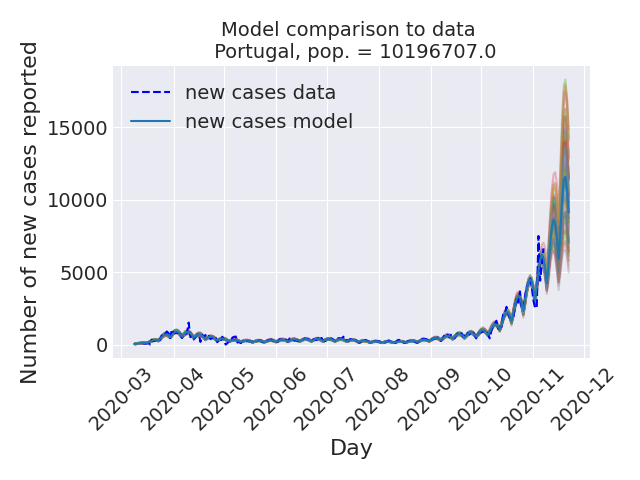 Model comparison to data
Portugal, pop. = 10196707.0
Number of new cases reported
new cases data
new cases model
15000
10000
5000
0
2020-03
2020-04
2020-05
2020-06
2020-07
2020-08
2020-09
2020-10
2020-11
2020-12
Day